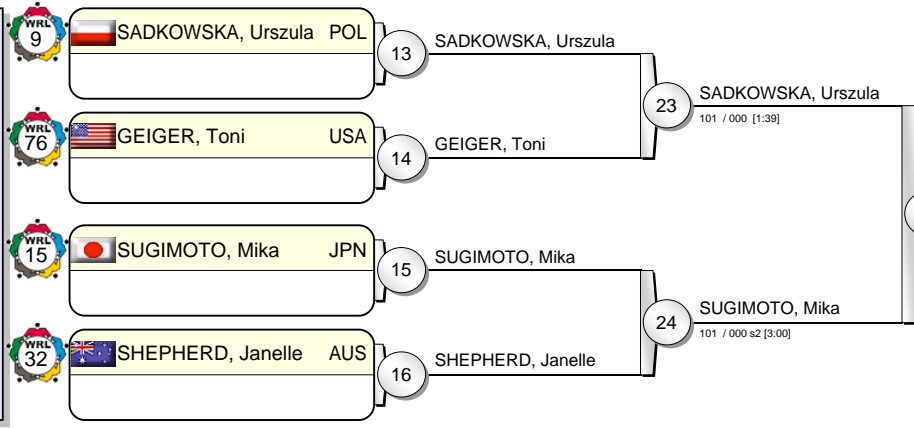 WRL
9
SADKOWSKA, Urszula POL
13
SADKOWSKA, Urszula
23
SADKOWSKA, Urszula
101 / 000 [1:39]
WRL
76
GEIGER, Toni USA
14
GEIGER, Toni
WRL
15
SUGIMOTO, Mika JPN
15
SUGIMOTO, Mika
24
SUGIMOTO, Mika
101 / 000 s2 [3:00]
WRL
32
SHEPHERD, Janelle AUS
16
SHEPHERD, Janelle